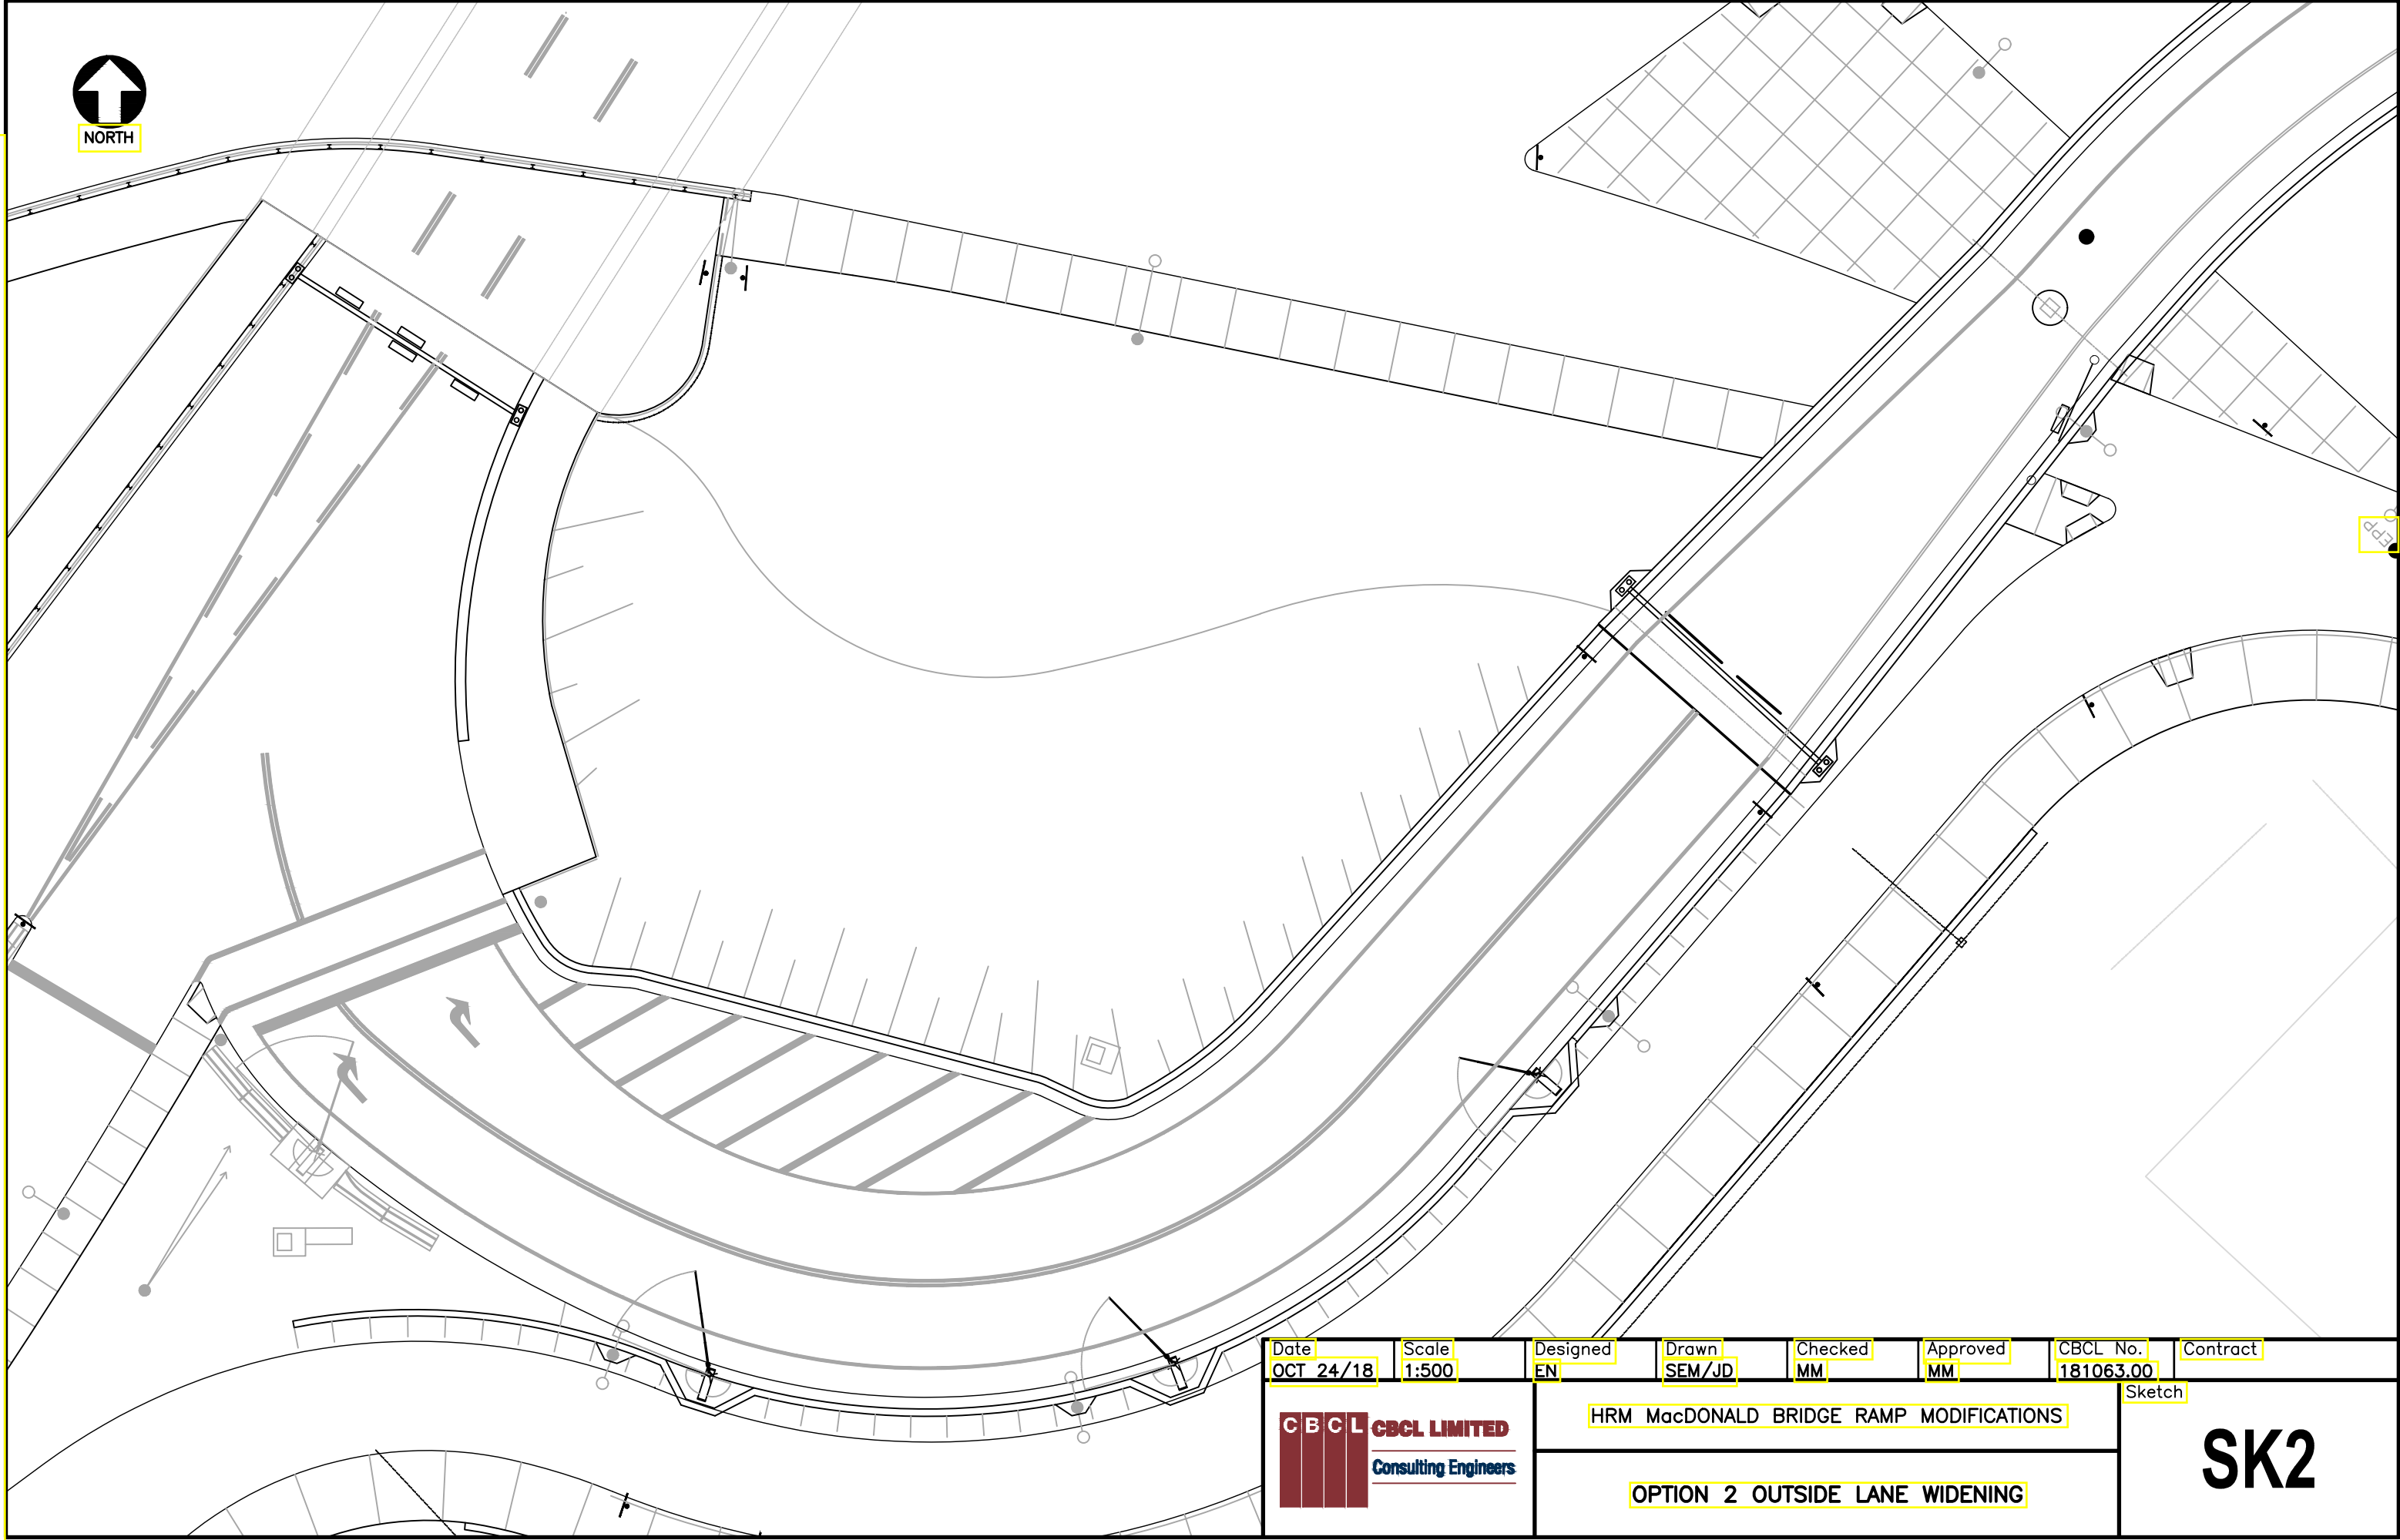 NORTH
EPP
Date Scale Designed Drawn Checked Approved CBCL No. Contract
OCT 24/18 1:500 EN SEM/JD MM MM 181063.00
Sketch
CBCL CBCL LIMITED
Consulting Engineers
HRM MacDONALD BRIDGE RAMP MODIFICATIONS
SK2
OPTION 2 OUTSIDE LANE WIDENING